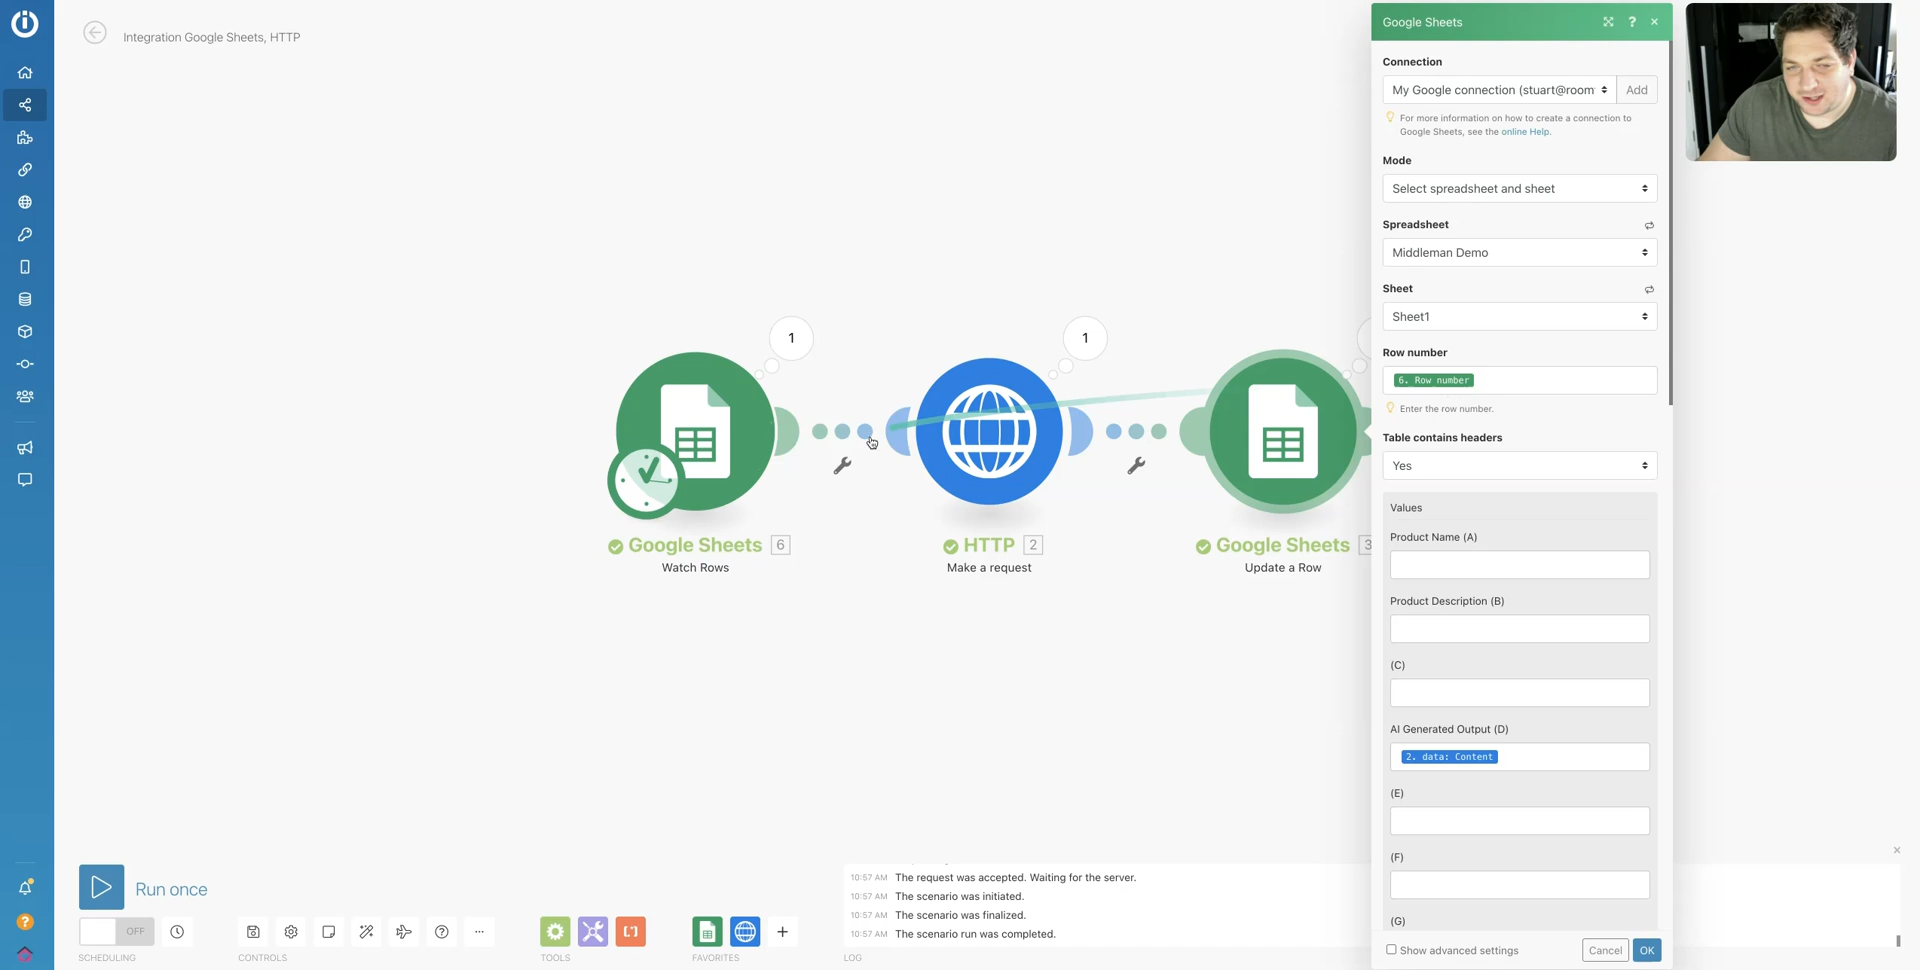 Integration Google Sheets, HTTP
1
1
Google Sheets 6
Watch Rows
HTTP 2
Make a request
Google Sheets 3
Update a Row
Run once
OFF
SCHEDULING
CONTROLS
TOOLS
FAVORITES
LOG
10:57 AM The request was accepted. Waiting for the server.
10:57 AM The scenario was initiated.
10:57 AM The scenario was finalized.
10:57 AM The scenario run was completed.
Google Sheets
Connection
My Google connection (stuart@room
Add
For more information on how to create a connection to
Google Sheets, see the online Help.
Mode
Select spreadsheet and sheet
Spreadsheet
Middleman Demo
Sheet
Sheet1
Row number
6. Row number
Enter the row number.
Table contains headers
Yes
Values
Product Name (A)
Product Description (B)
(C)
AI Generated Output (D)
2. data: Content
(E)
(F)
(G)
Show advanced settings
Cancel
OK